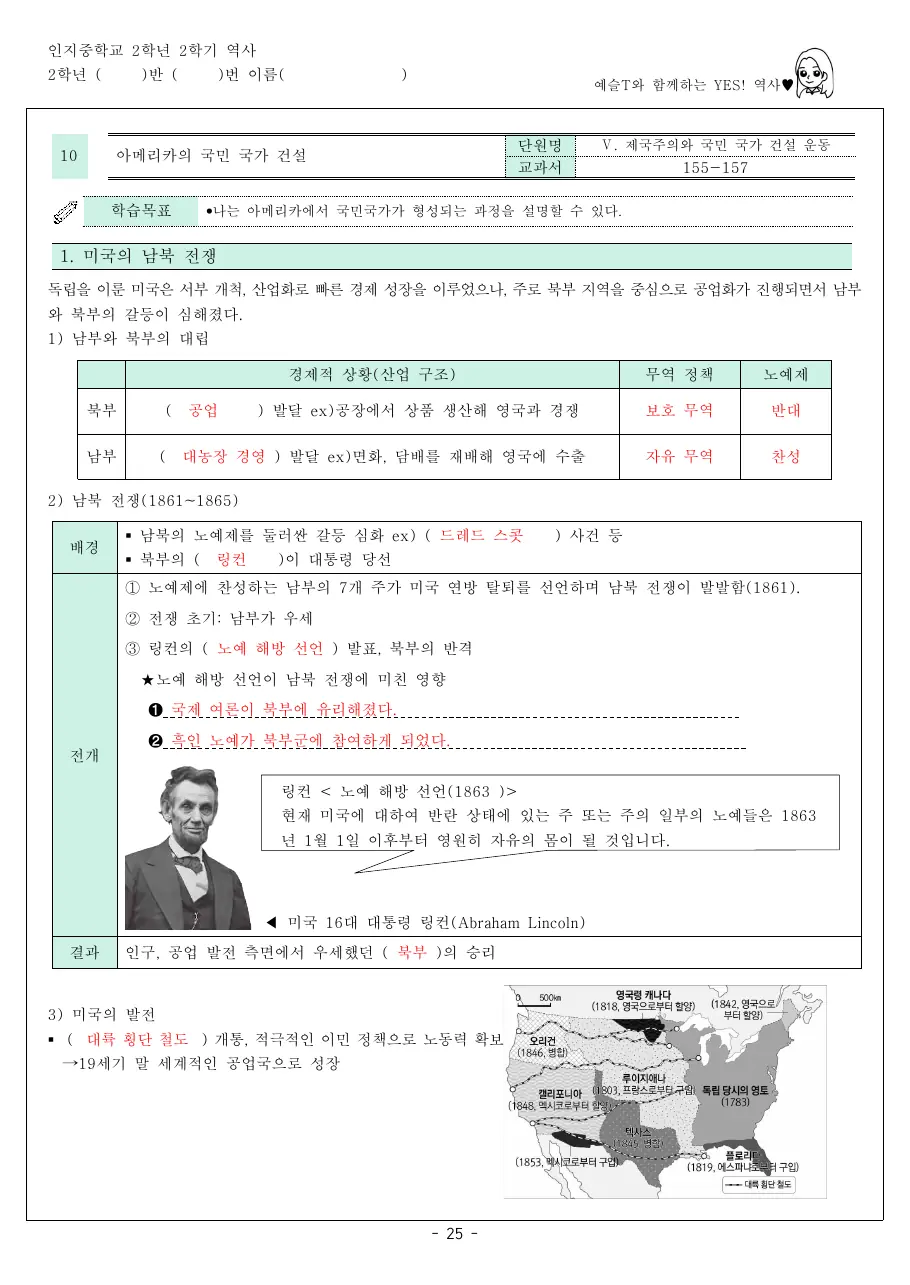 인지중학교 2학년 2학기 역사
2학년 ( )반 ( )번 이름( )
예슬T와 함께하는 YES! 역사♥
10
아메리카의 국민 국가 건설
단원명
Ⅴ. 제국주의와 국민 국가 건설 운동
교과서
155-157
학습목표
•나는 아메리카에서 국민국가가 형성되는 과정을 설명할 수 있다.
1. 미국의 남북 전쟁
독립을 이룬 미국은 서부 개척, 산업화로 빠른 경제 성장을 이루었으나, 주로 북부 지역을 중심으로 공업화가 진행되면서 남부
와 북부의 갈등이 심해졌다.
1) 남부와 북부의 대립
경제적 상황(산업 구조) 무역 정책 노예제
북부 ( 공업 ) 발달 ex)공장에서 상품 생산해 영국과 경쟁 보호 무역 반대
남부 ( 대농장 경영 ) 발달 ex)면화, 담배를 재배해 영국에 수출 자유 무역 찬성
2) 남북 전쟁(1861~1865)
배경
▪ 남북의 노예제를 둘러싼 갈등 심화 ex) ( 드레드 스콧 ) 사건 등
▪ 북부의 ( 링컨 )이 대통령 당선
전개
① 노예제에 찬성하는 남부의 7개 주가 미국 연방 탈퇴를 선언하며 남북 전쟁이 발발함(1861).
② 전쟁 초기: 남부가 우세
③ 링컨의 ( 노예 해방 선언 ) 발표, 북부의 반격
★노예 해방 선언이 남북 전쟁에 미친 영향
❶ 국제 여론이 북부에 유리해졌다.
❷ 흑인 노예가 북부군에 참여하게 되었다.
링컨 < 노예 해방 선언(1863 )>
현재 미국에 대하여 반란 상태에 있는 주 또는 주의 일부의 노예들은 1863
년 1월 1일 이후부터 영원히 자유의 몸이 될 것입니다.
◀ 미국 16대 대통령 링컨(Abraham Lincoln)
결과 인구, 공업 발전 측면에서 우세했던 ( 북부 )의 승리
3) 미국의 발전
▪ ( 대륙 횡단 철도 ) 개통, 적극적인 이민 정책으로 노동력 확보
→19세기 말 세계적인 공업국으로 성장
0 500㎞
영국령 캐나다
(1818, 영국으로부터 할양)
(1842, 영국으로
부터 할양)
오리건
(1846, 병합)
루이지애나
(1803, 프랑스로부터 구입)
독립 당시의 영토
(1783)
캘리포니아
(1848, 멕시코로부터 할양)
텍사스
(1845, 병합)
(1853, 멕시코로부터 구입)
플로리다
(1819, 에스파냐로부터 구입)
대륙 횡단 철도
- 25 -